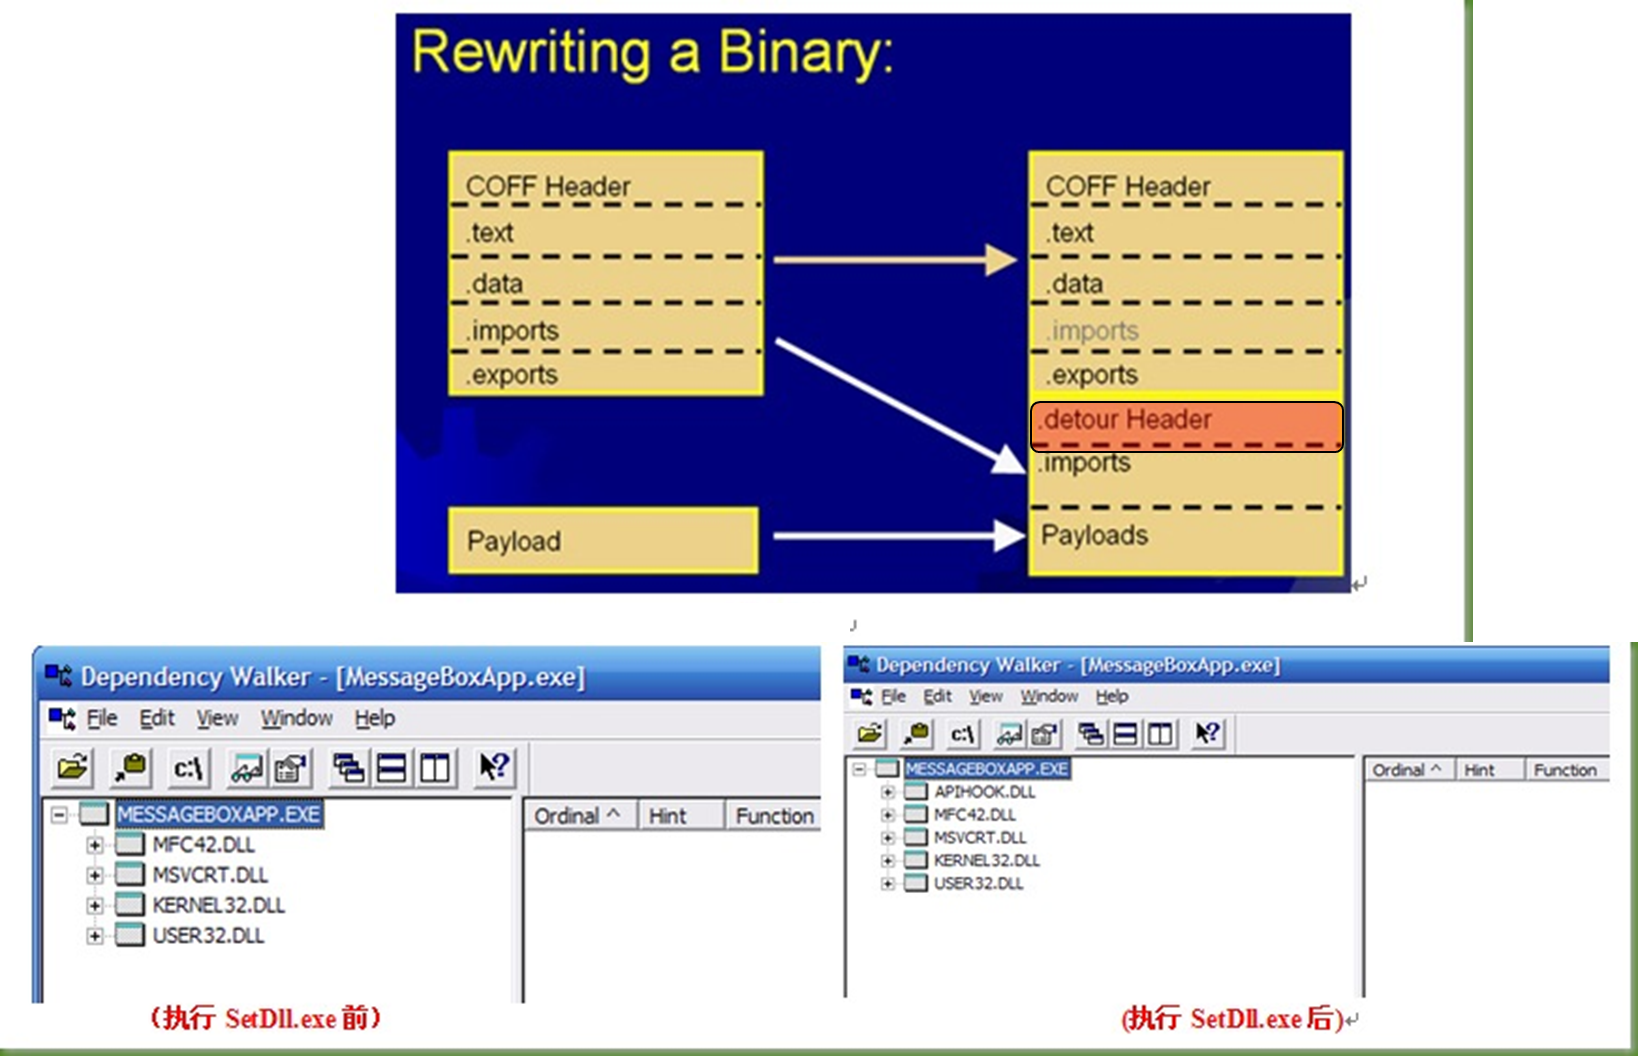 Rewriting a Binary:
COFF Header
.text
.data
.imports
.exports
Payload
COFF Header
.text
.data
.imports
.exports
.detour Header
.imports
Payloads
Dependency Walker - [MessageBoxApp.exe]
File Edit View Window Help
c:\
MESSAGEBOXAPP.EXE
MFC42.DLL
MSVCRT.DLL
KERNEL32.DLL
USER32.DLL
Ordinal ^ Hint Function
(执行 SetDll.exe 前)
Dependency Walker - [MessageBoxApp.exe]
File Edit View Window Help
c:\
MESSAGEBOXAPP.EXE
APIHOOK.DLL
MFC42.DLL
MSVCRT.DLL
KERNEL32.DLL
USER32.DLL
Ordinal ^ Hint Function
(执行 SetDll.exe 后)